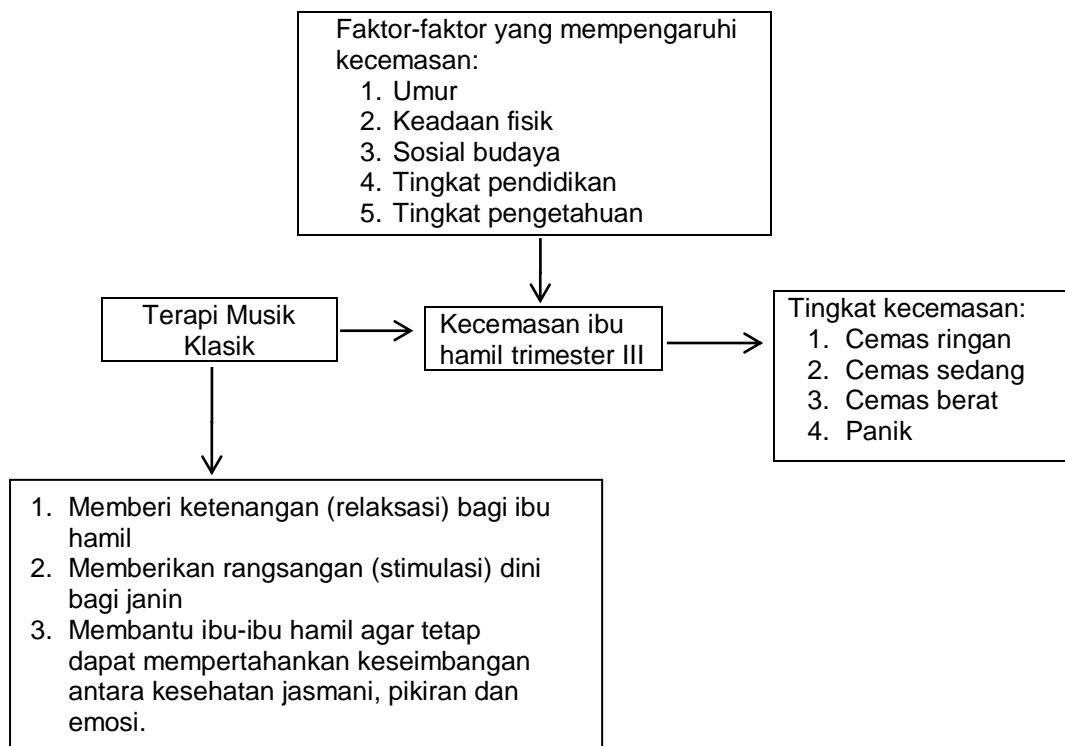 Faktor-faktor yang mempengaruhi
kecemasan:
1. Umur
2. Keadaan fisik
3. Sosial budaya
4. Tingkat pendidikan
5. Tingkat pengetahuan
Terapi Musik
Klasik
Kecemasan ibu
hamil trimester III
Tingkat kecemasan:
1. Cemas ringan
2. Cemas sedang
3. Cemas berat
4. Panik
1. Memberi ketenangan (relaksasi) bagi ibu
hamil
2. Memberikan rangsangan (stimulasi) dini
bagi janin
3. Membantu ibu-ibu hamil agar tetap
dapat mempertahankan keseimbangan
antara kesehatan jasmani, pikiran dan
emosi.